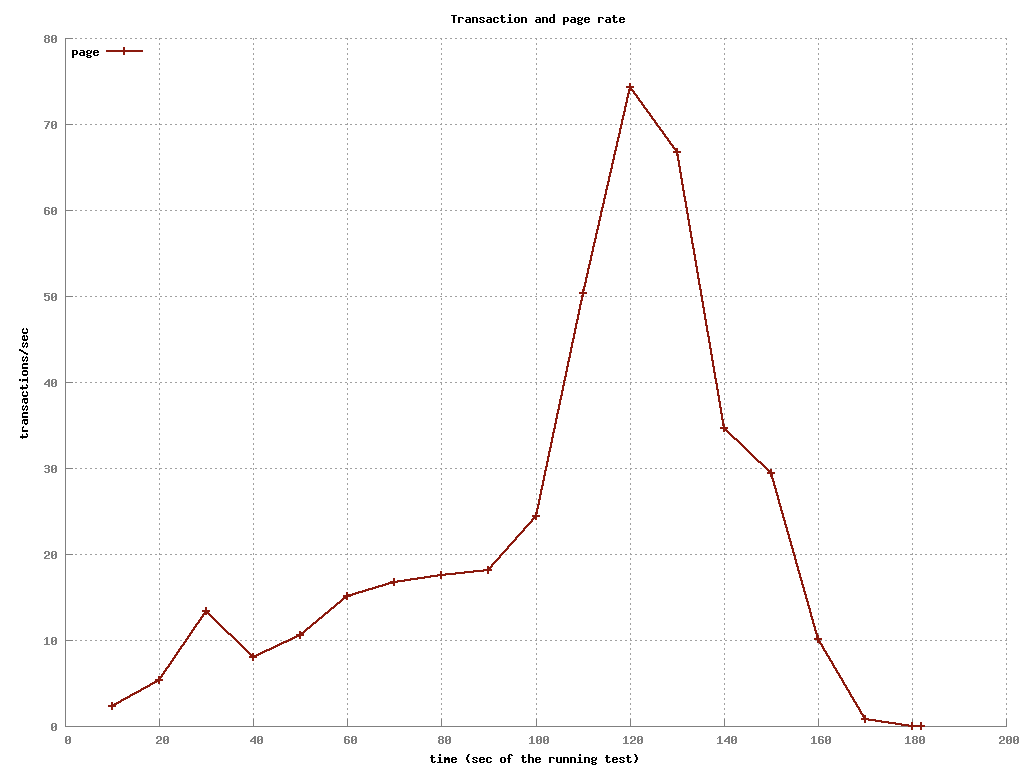 Transaction and page rate
page
80
70
60
50
40
30
20
10
0
transactions/sec
0 20 40 60 80 100 120 140 160 180 200
time (sec of the running test)